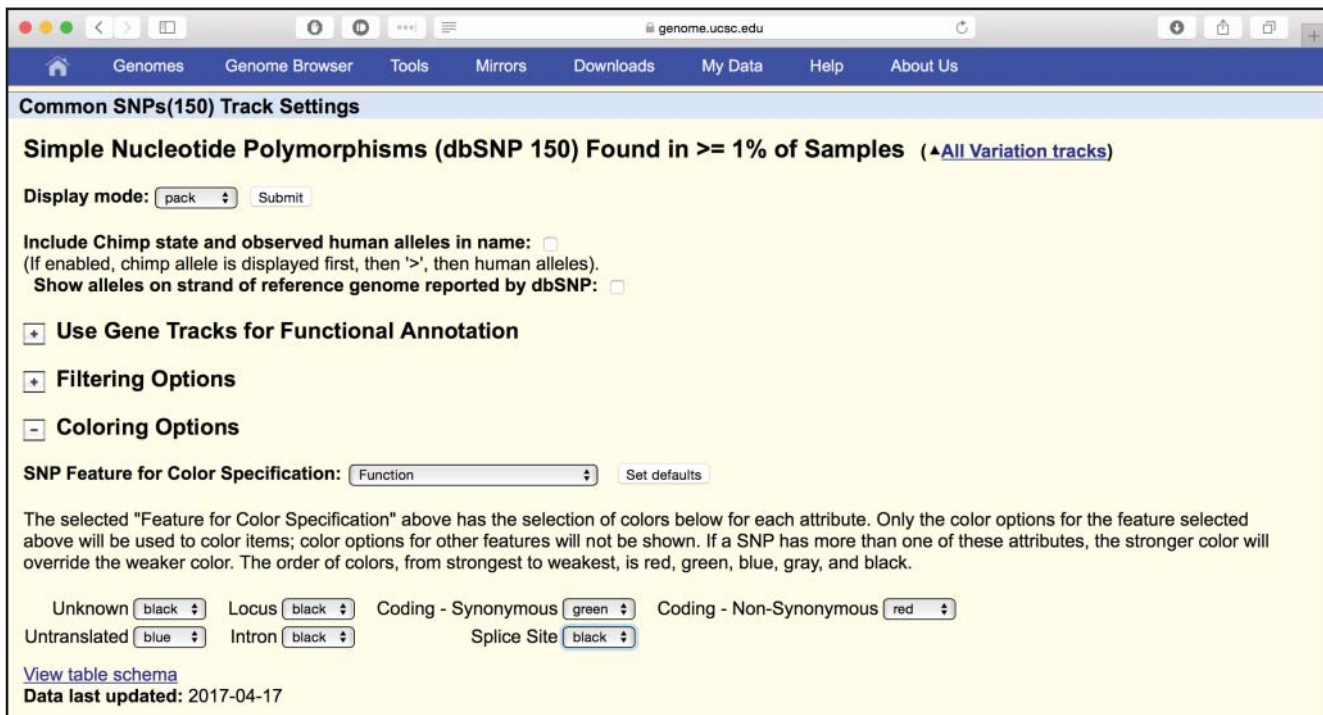 genome.ucsc.edu
Genomes Genome Browser Tools Mirrors Downloads My Data Help About Us
Common SNPs(150) Track Settings
Simple Nucleotide Polymorphisms (dbSNP 150) Found in >= 1% of Samples (▲All Variation tracks)
Display mode: pack Submit
Include Chimp state and observed human alleles in name:
(If enabled, chimp allele is displayed first, then '>', then human alleles).
Show alleles on strand of reference genome reported by dbSNP:
+ Use Gene Tracks for Functional Annotation
+ Filtering Options
- Coloring Options
SNP Feature for Color Specification: Function Set defaults
The selected "Feature for Color Specification" above has the selection of colors below for each attribute. Only the color options for the feature selected
above will be used to color items; color options for other features will not be shown. If a SNP has more than one of these attributes, the stronger color will
override the weaker color. The order of colors, from strongest to weakest, is red, green, blue, gray, and black.
Unknown black Locus black Coding - Synonymous green Coding - Non-Synonymous red
Untranslated blue Intron black Splice Site black
View table schema
Data last updated: 2017-04-17